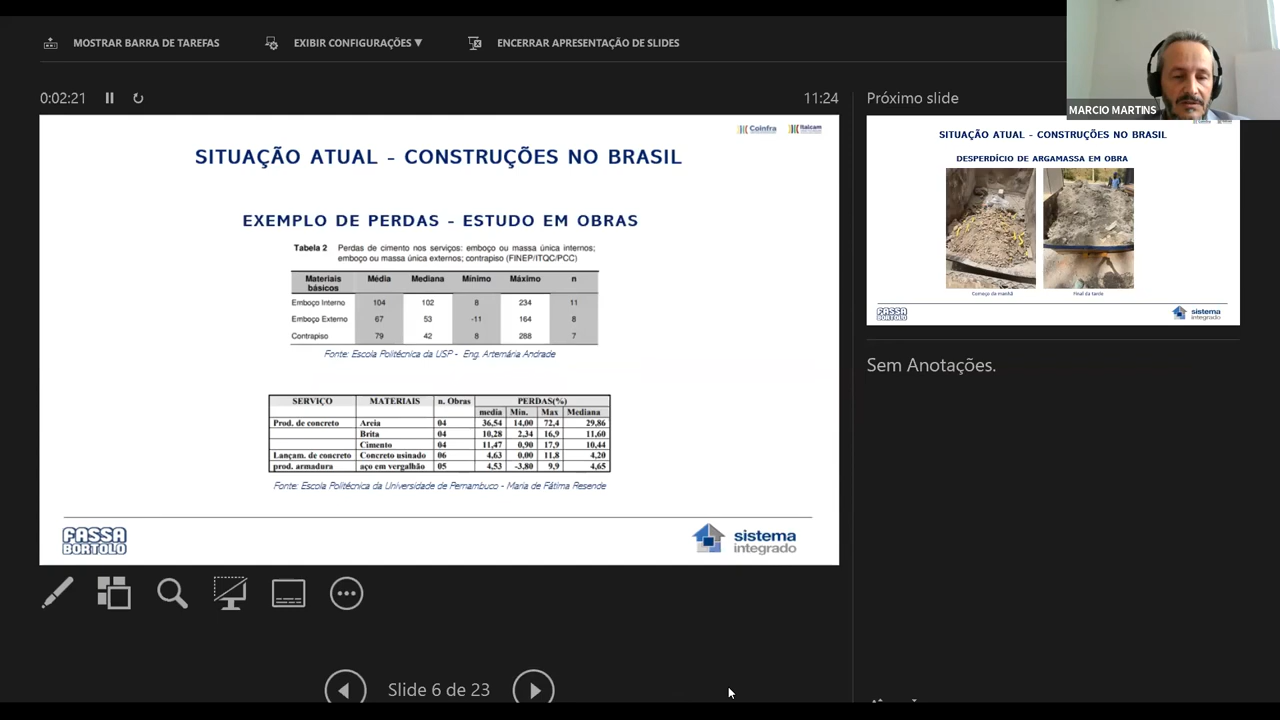 MOSTRAR BARRA DE TAREFAS
EXIBIR CONFIGURAÇÕES ▼
ENCERRAR APRESENTAÇÃO DE SLIDES
MARCIO MARTINS
0:02:21
11:24
Próximo slide
Coinfra
Italcam
SITUAÇÃO ATUAL - CONSTRUÇÕES NO BRASIL
EXEMPLO DE PERDAS - ESTUDO EM OBRAS
Tabela 2 Perdas de cimento nos serviços: emboço ou massa única internos;
emboço ou massa única externos; contrapiso (FINEP/ITQC/PCC)
Materiais básicos Média Mediana Mínimo Máximo n
Emboço Interno 104 102 8 234 11
Emboço Externo 67 53 -11 164 8
Contrapiso 79 42 8 288 7
Fonte: Escola Politécnica da USP - Eng. Artemária Andrade
SERVIÇO MATERIAIS n. Obras PERDAS(%)
media Min. Max Mediana
Prod. de concreto Areia 04 36,54 14,00 72,4 29,86
Brita 04 10,28 2,34 16,9 11,60
Cimento 04 11,47 0,90 17,9 10,44
Lançam. de concreto Concreto usinado 06 4,63 0,00 11,8 4,20
prod. armadura aço em vergalhão 05 4,53 -3,80 9,9 4,65
Fonte: Escola Politécnica da Universidade de Pernambuco - Maria de Fátima Resende
FASSA
BORTOLO
sistema
integrado
SITUAÇÃO ATUAL - CONSTRUÇÕES NO BRASIL
DESPERDÍCIO DE ARGAMASSA EM OBRA
Começo da manhã
Final da tarde
FASSA
BORTOLO
sistema
integrado
Sem Anotações.
Slide 6 de 23